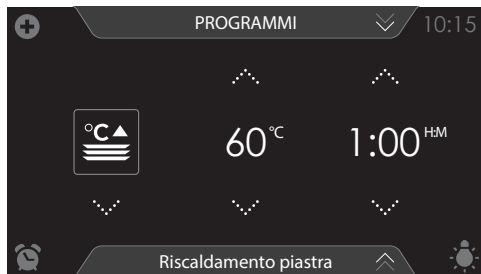 PROGRAMMI
10:15
°C
60 °C
1:00 H:M
Riscaldamento piastra